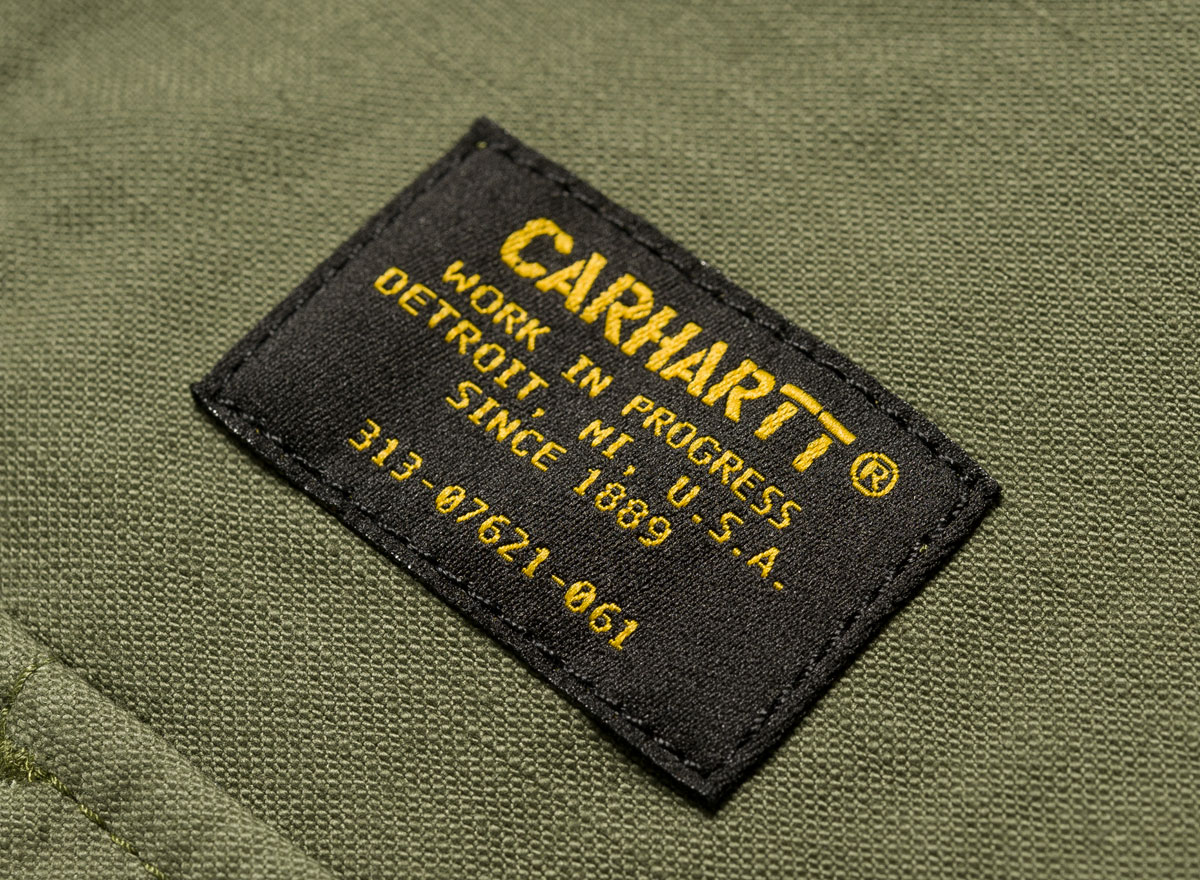 CARHARTT®
WORK IN PROGRESS
DETROIT, MI, U.S.A.
SINCE 1889
313-07621-061